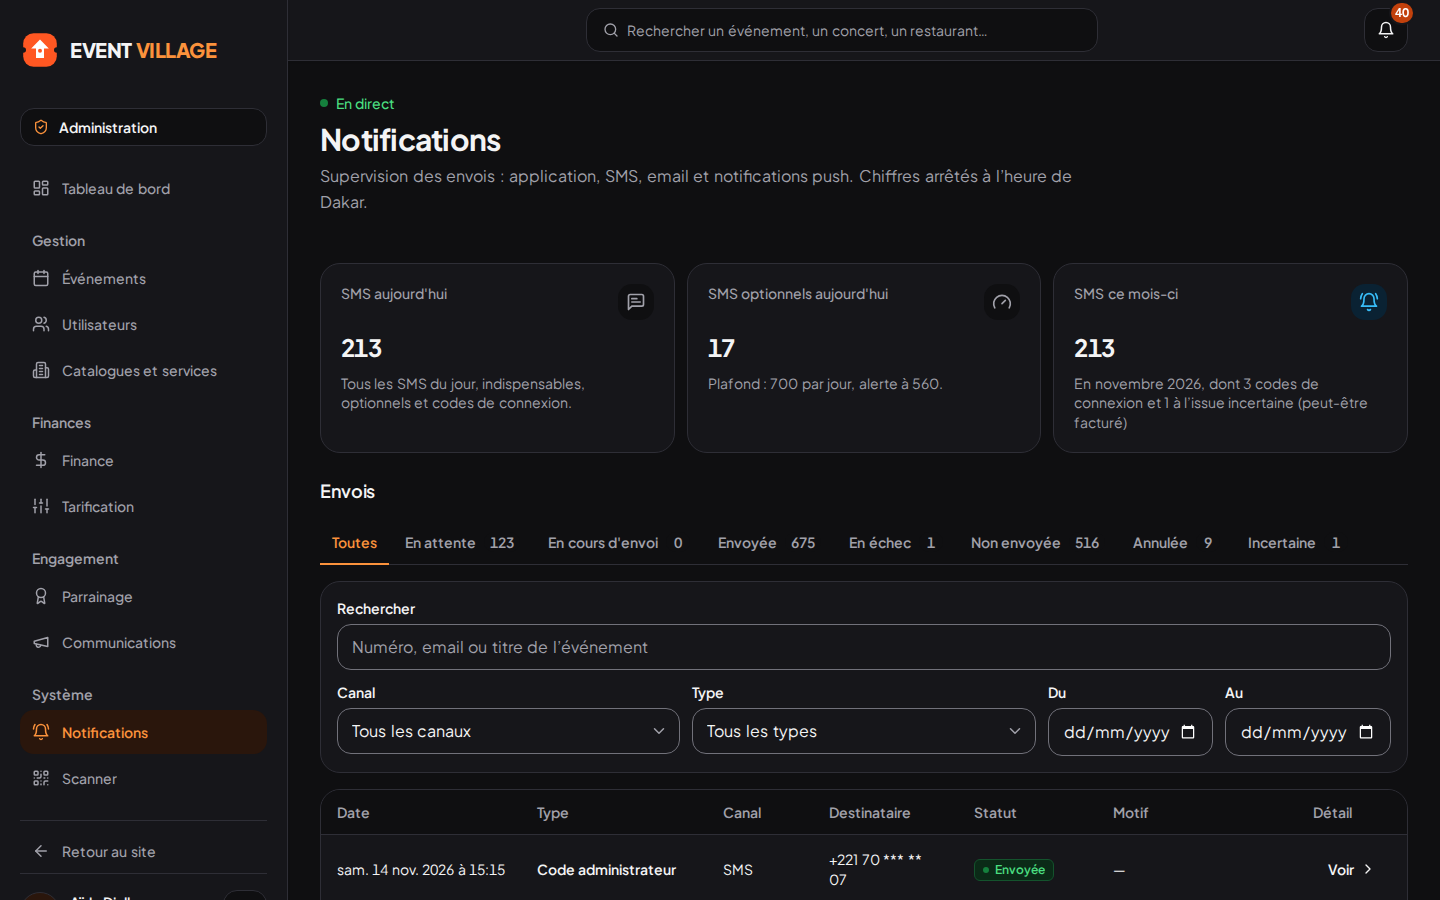 EVENT VILLAGE
Rechercher un événement, un concert, un restaurant...
40
Administration
Tableau de bord
Gestion
Événements
Utilisateurs
Catalogues et services
Finances
Finance
Tarification
Engagement
Parrainage
Communications
Système
Notifications
Scanner
Retour au site
En direct
Notifications
Supervision des envois : application, SMS, email et notifications push. Chiffres arrêtés à l’heure de
Dakar.
SMS aujourd'hui
213
Tous les SMS du jour, indispensables,
optionnels et codes de connexion.
SMS optionnels aujourd'hui
17
Plafond : 700 par jour, alerte à 560.
SMS ce mois-ci
213
En novembre 2026, dont 3 codes de
connexion et 1 à l’issue incertaine (peut-être
facturé)
Envois
Toutes En attente 123 En cours d'envoi 0 Envoyée 675 En échec 1 Non envoyée 516 Annulée 9 Incertaine 1
Rechercher
Numéro, email ou titre de l’événement
Canal Type Du Au
Tous les canaux Tous les types dd/mm/yyyy dd/mm/yyyy
Date Type Canal Destinataire Statut Motif Détail
sam. 14 nov. 2026 à 15:15 Code administrateur SMS +221 70 *** ** 07 Envoyée — Voir